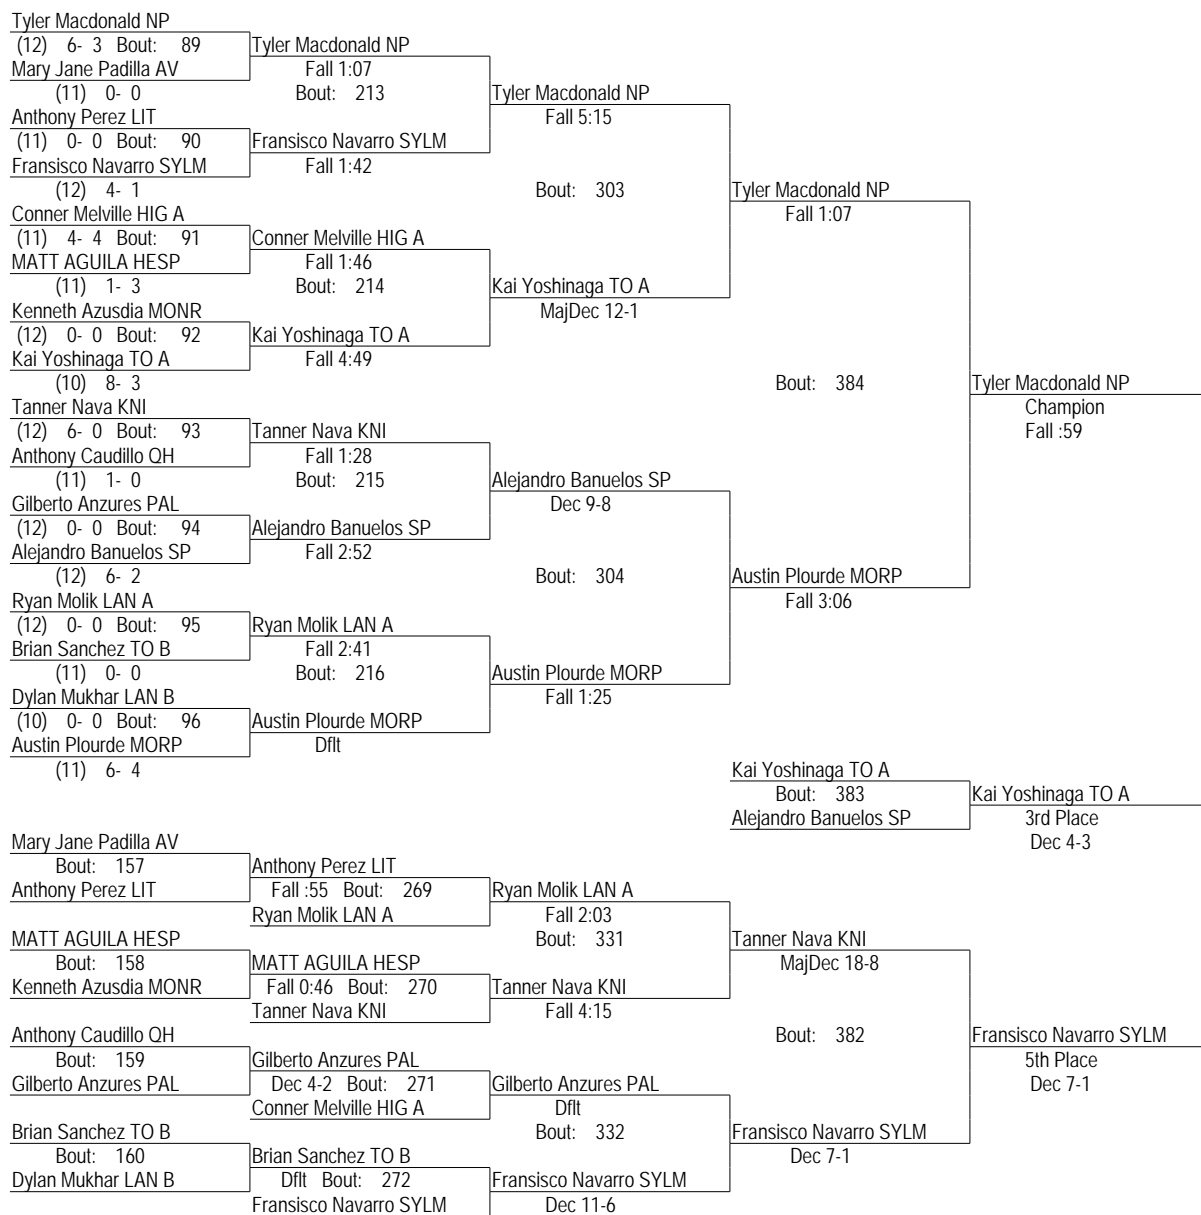 Tyler Macdonald NP
(12) 6- 3 Bout: 89
Mary Jane Padilla AV
(11) 0- 0
Anthony Perez LIT
(11) 0- 0 Bout: 90
Fransisco Navarro SYLM
(12) 4- 1
Conner Melville HIG A
(11) 4- 4 Bout: 91
MATT AGUILA HESP
(11) 1- 3
Kenneth Azusdia MONR
(12) 0- 0 Bout: 92
Kai Yoshinaga TO A
(10) 8- 3
Tanner Nava KNI
(12) 6- 0 Bout: 93
Anthony Caudillo QH
(11) 1- 0
Gilberto Anzures PAL
(12) 0- 0 Bout: 94
Alejandro Banuelos SP
(12) 6- 2
Ryan Molik LAN A
(12) 0- 0 Bout: 95
Brian Sanchez TO B
(11) 0- 0
Dylan Mukhar LAN B
(10) 0- 0 Bout: 96
Austin Plourde MORP
(11) 6- 4
Tyler Macdonald NP
Fall 1:07
Bout: 213
Fransisco Navarro SYLM
Fall 1:42
Conner Melville HIG A
Fall 1:46
Bout: 214
Kai Yoshinaga TO A
Fall 4:49
Tanner Nava KNI
Fall 1:28
Bout: 215
Alejandro Banuelos SP
Fall 2:52
Ryan Molik LAN A
Fall 2:41
Bout: 216
Austin Plourde MORP
Dflt
Tyler Macdonald NP
Fall 5:15
Bout: 303
Kai Yoshinaga TO A
MajDec 12-1
Alejandro Banuelos SP
Dec 9-8
Bout: 304
Austin Plourde MORP
Fall 1:25
Tyler Macdonald NP
Fall 1:07
Bout: 384
Austin Plourde MORP
Fall 3:06
Tyler Macdonald NP
Champion
Fall :59
Kai Yoshinaga TO A
Bout: 383
Alejandro Banuelos SP
Kai Yoshinaga TO A
3rd Place
Dec 4-3
Mary Jane Padilla AV
Bout: 157
Anthony Perez LIT
MATT AGUILA HESP
Bout: 158
Kenneth Azusdia MONR
Anthony Caudillo QH
Bout: 159
Gilberto Anzures PAL
Brian Sanchez TO B
Bout: 160
Dylan Mukhar LAN B
Anthony Perez LIT
Fall :55 Bout: 269
Ryan Molik LAN A
MATT AGUILA HESP
Fall 0:46 Bout: 270
Tanner Nava KNI
Gilberto Anzures PAL
Dec 4-2 Bout: 271
Conner Melville HIG A
Brian Sanchez TO B
Dflt Bout: 272
Fransisco Navarro SYLM
Ryan Molik LAN A
Fall 2:03
Bout: 331
Tanner Nava KNI
Fall 4:15
Gilberto Anzures PAL
Dflt
Bout: 332
Fransisco Navarro SYLM
Dec 11-6
Tanner Nava KNI
MajDec 18-8
Bout: 382
Fransisco Navarro SYLM
Dec 7-1
Fransisco Navarro SYLM
5th Place
Dec 7-1